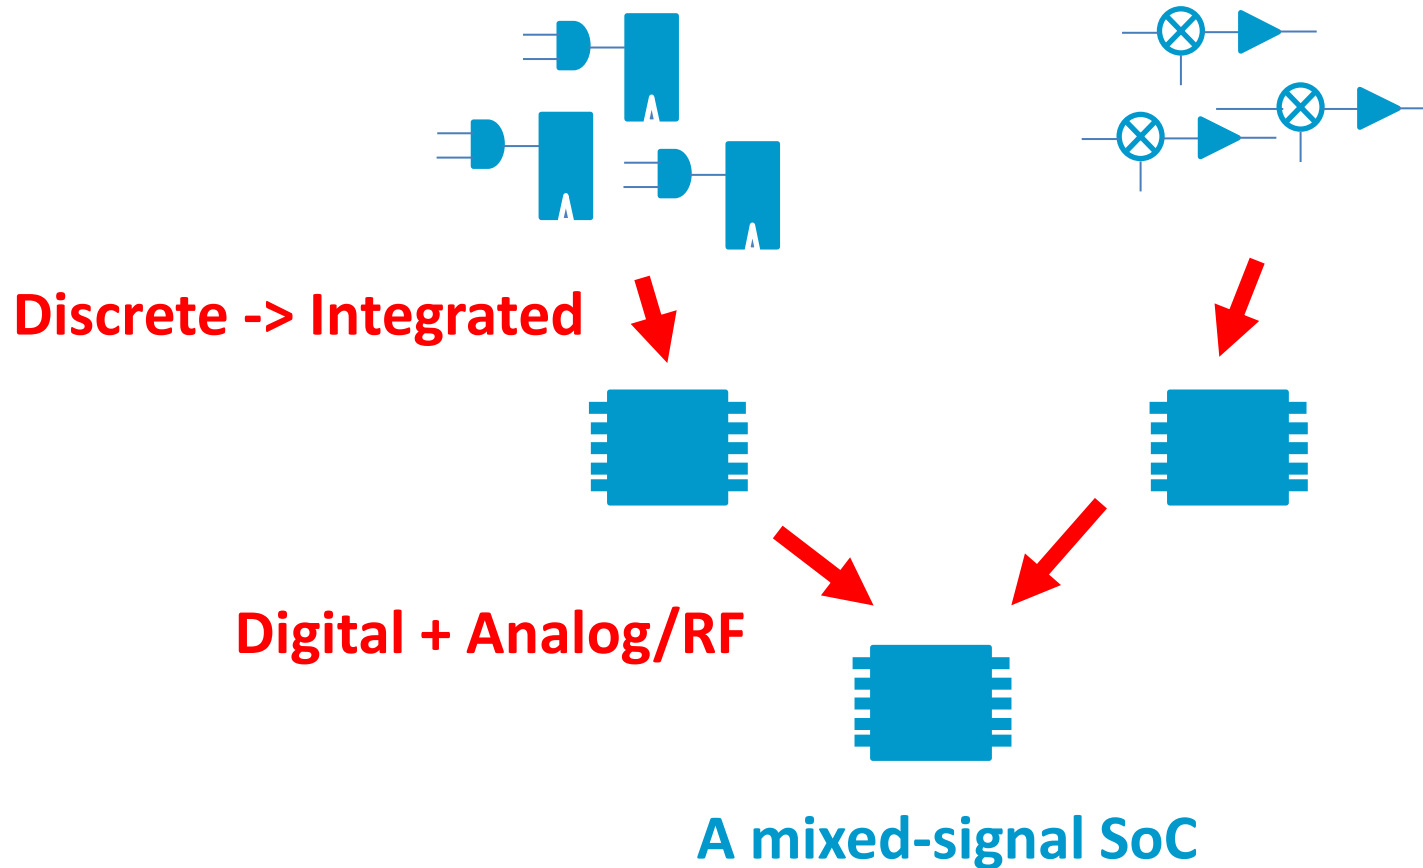 Discrete -> Integrated
Digital + Analog/RF
A mixed-signal SoC